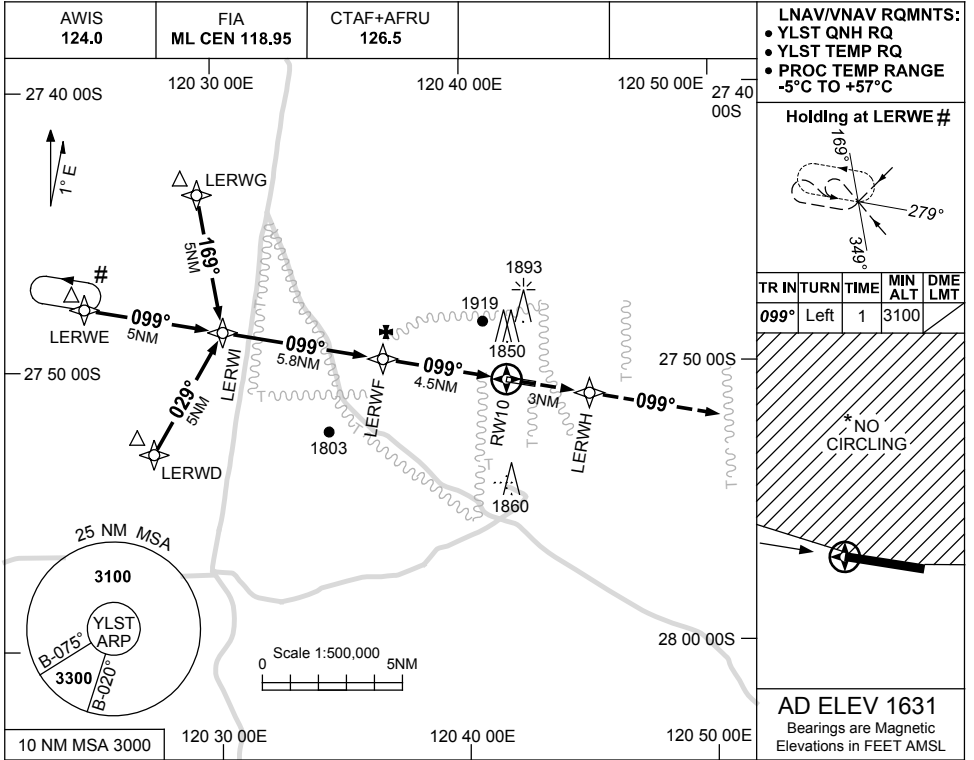 AWIS
124.0
FIA
ML CEN 118.95
CTAF+AFRU
126.5
LNAV/VNAV RQMNTS:
• YLST QNH RQ
• YLST TEMP RQ
• PROC TEMP RANGE
-5°C TO +57°C
27 40 00S
120 30 00E
120 40 00E
120 50 00E
27 40
00S
1° E
Holding at LERWE #
169°
279°
349°
TR IN
TURN
TIME
MIN
ALT
DME
LMT
099°
Left
1
3100
LERWG
169°
5NM
#
LERWE
099°
5NM
LERWI
029°
5NM
LERWD
099°
5.8NM
LERWF
099°
4.5NM
RW10
3NM
LERWH
099°
1893
1919
1850
1803
1860
T
T
T
T
T
T
T
27 50 00S
27 50 00S
*NO
CIRCLING
25 NM MSA
3100
YLST
ARP
B-075°
3300
B-020°
Scale 1:500,000
0
5NM
28 00 00S
10 NM MSA 3000
120 30 00E
120 40 00E
120 50 00E
AD ELEV 1631
Bearings are Magnetic
Elevations in FEET AMSL